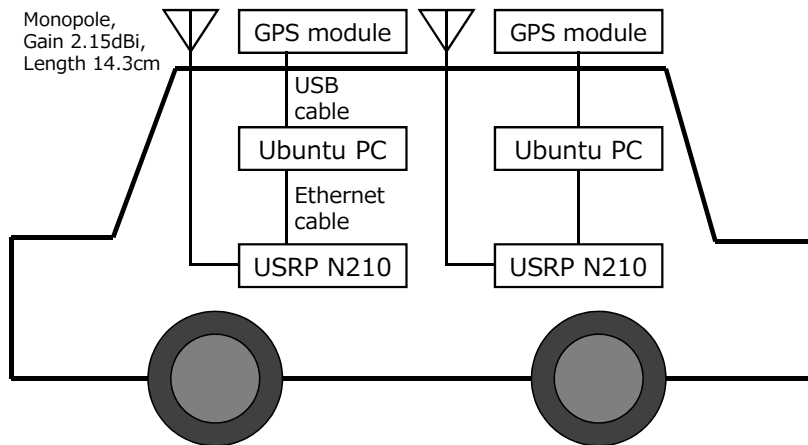 Monopole,
Gain 2.15dBi,
Length 14.3cm
GPS module
GPS module
USB
cable
Ubuntu PC
Ubuntu PC
Ethernet
cable
USRP N210
USRP N210